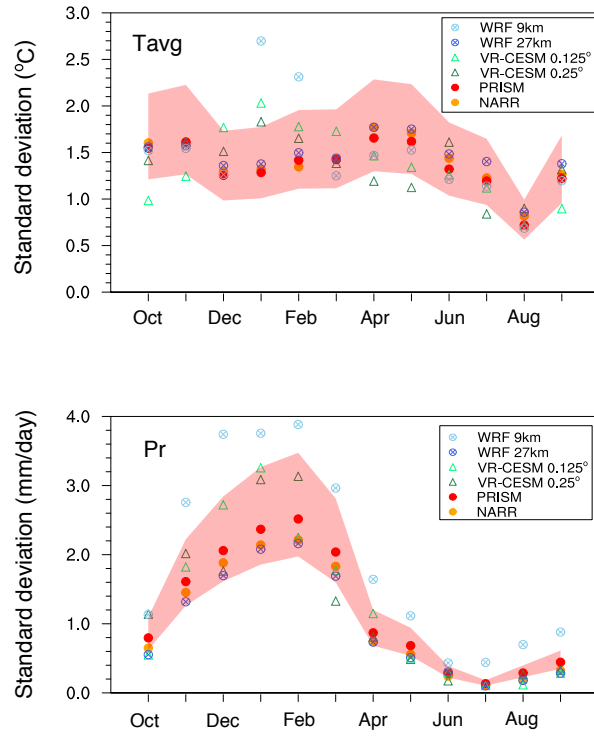 Standard deviation (°C)
Tavg
3.0
2.5
2.0
1.5
1.0
0.5
0.0
WRF 9km
WRF 27km
VR-CESM 0.125°
VR-CESM 0.25°
PRISM
NARR
Oct Dec Feb Apr Jun Aug
Standard deviation (mm/day)
Pr
4.0
3.0
2.0
1.0
0.0
WRF 9km
WRF 27km
VR-CESM 0.125°
VR-CESM 0.25°
PRISM
NARR
Oct Dec Feb Apr Jun Aug